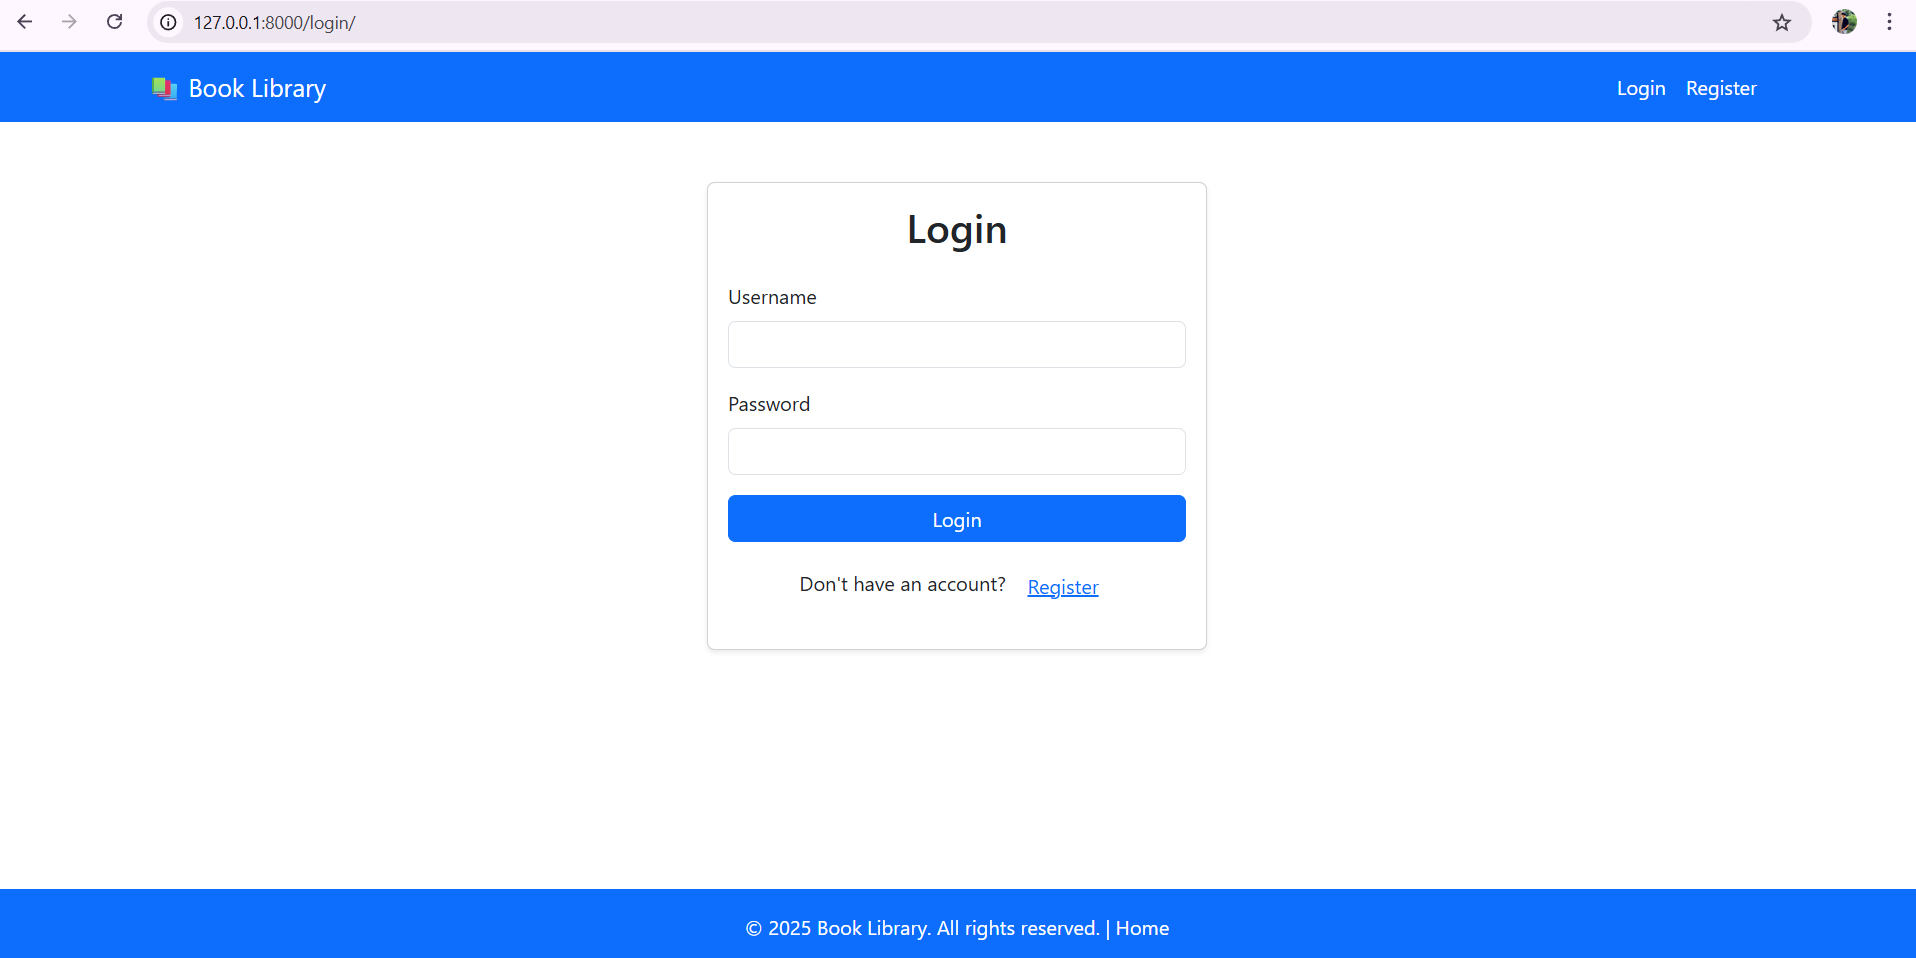 127.0.0.1:8000/login/
Book Library
Login Register
Login
Username
Password
Login
Don't have an account? Register
© 2025 Book Library. All rights reserved. | Home